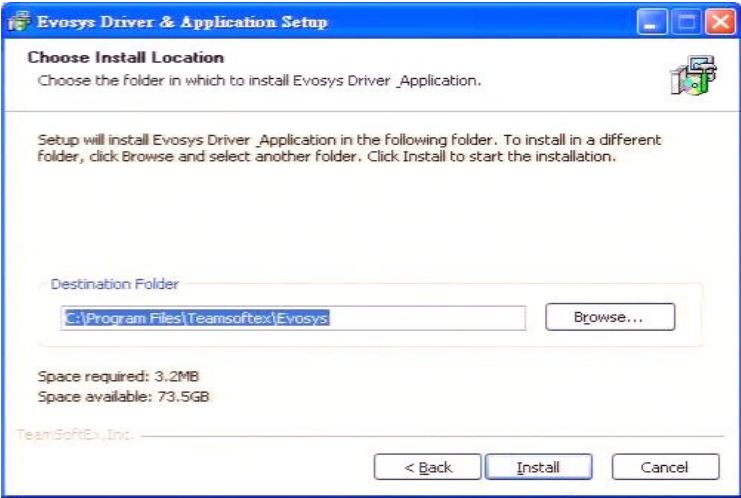 Evosys Driver & Application Setup
Choose Install Location
Choose the folder in which to install Evosys Driver _Application.
Setup will install Evosys Driver _Application in the following folder. To install in a different
folder, click Browse and select another folder. Click Install to start the installation.
Destination Folder
C:\Program Files\Teamsoftex\Evosys
Browse...
Space required: 3.2MB
Space available: 73.5GB
TeamSoftEx,Inc.
< Back
Install
Cancel